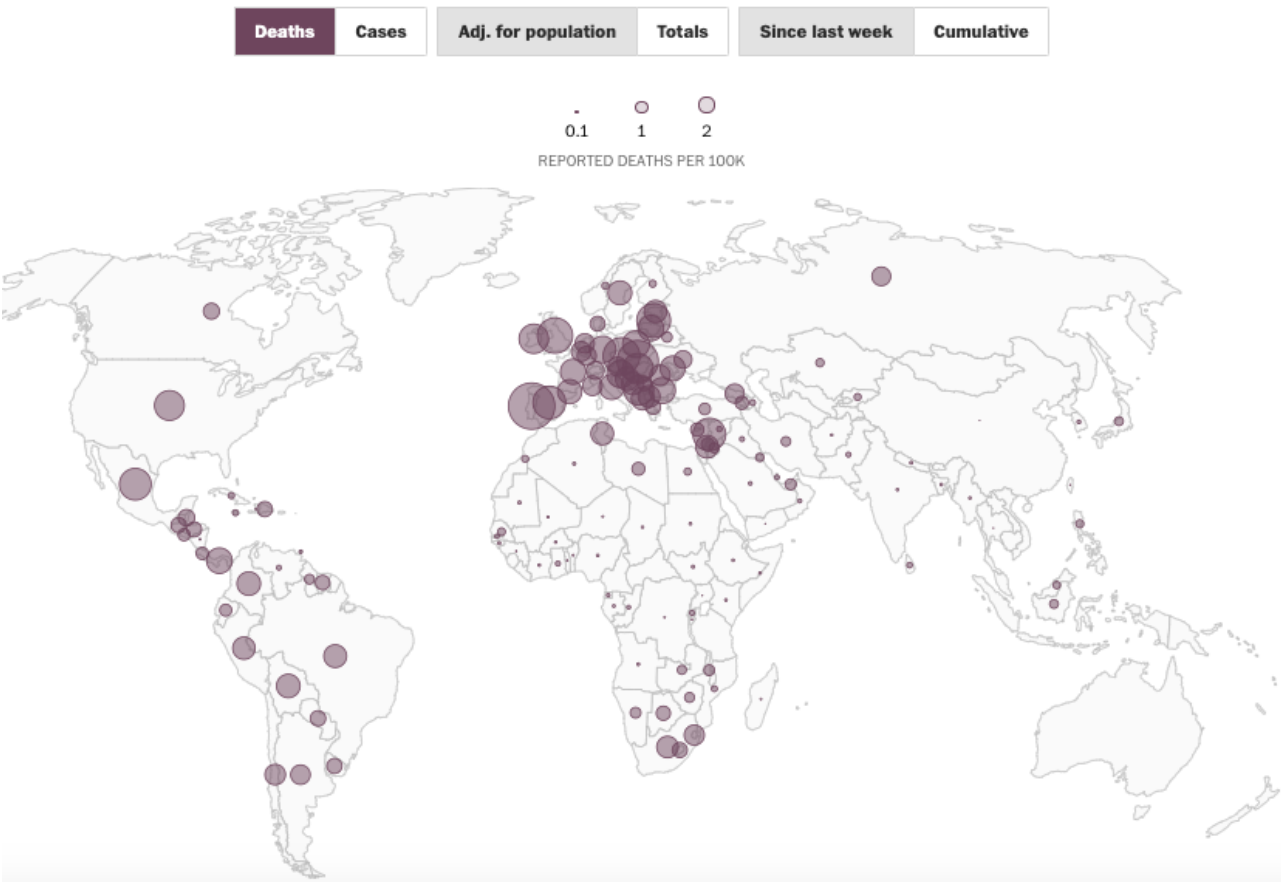 Deaths Cases Adj. for population Totals Since last week Cumulative
0.1 1 2
REPORTED DEATHS PER 100K